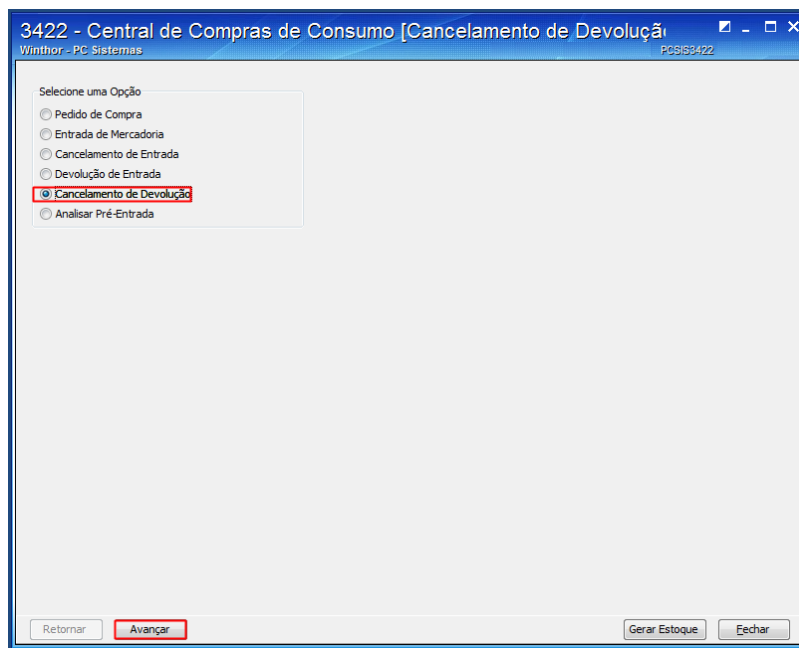 3422 - Central de Compras de Consumo [Cancelamento de Devoluçã
Winthor - PC Sistemas
PCSIS3422
Selecione uma Opção
Pedido de Compra
Entrada de Mercadoria
Cancelamento de Entrada
Devolução de Entrada
Cancelamento de Devolução
Analisar Pré-Entrada
Retornar Avançar Gerar Estoque Fechar